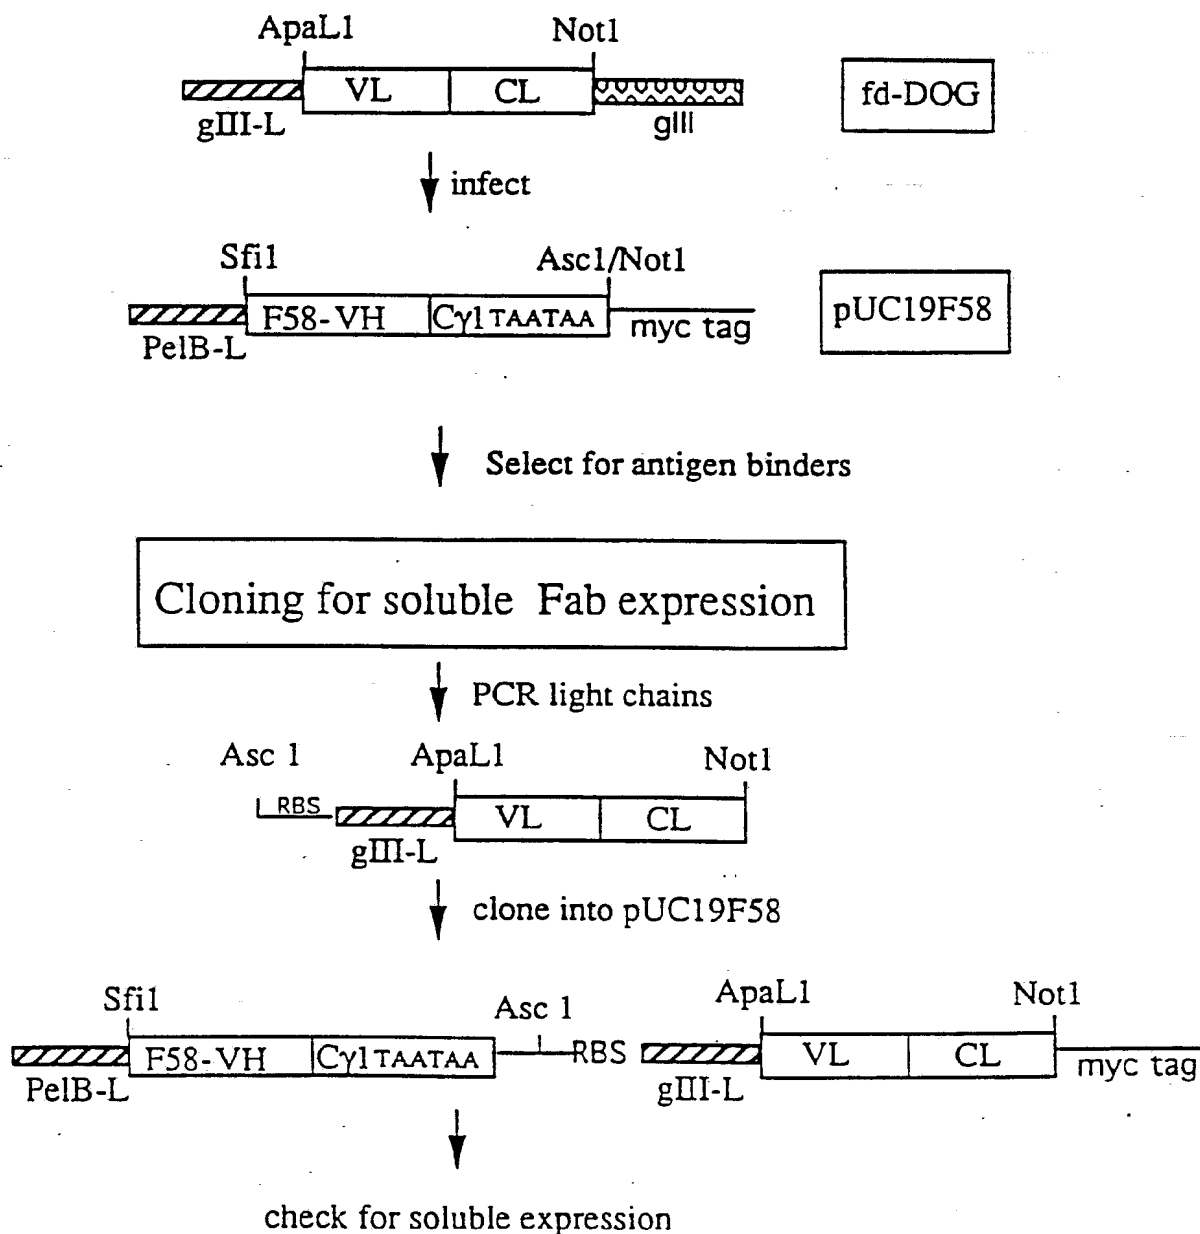 ApaL1 Not1
VL CL fd-DOG
gIII-L gIII
infect
Sfi1 Asc1/Not1
F58-VH Cγ1 TAATAA myc tag pUC19F58
PelB-L
Select for antigen binders
Cloning for soluble Fab expression
PCR light chains
Asc 1 ApaL1 Not1
RBS VL CL
gIII-L
clone into pUC19F58
Sfi1 Asc 1 ApaL1 Not1
F58-VH Cγ1 TAATAA RBS VL CL myc tag
PelB-L gIII-L
check for soluble expression